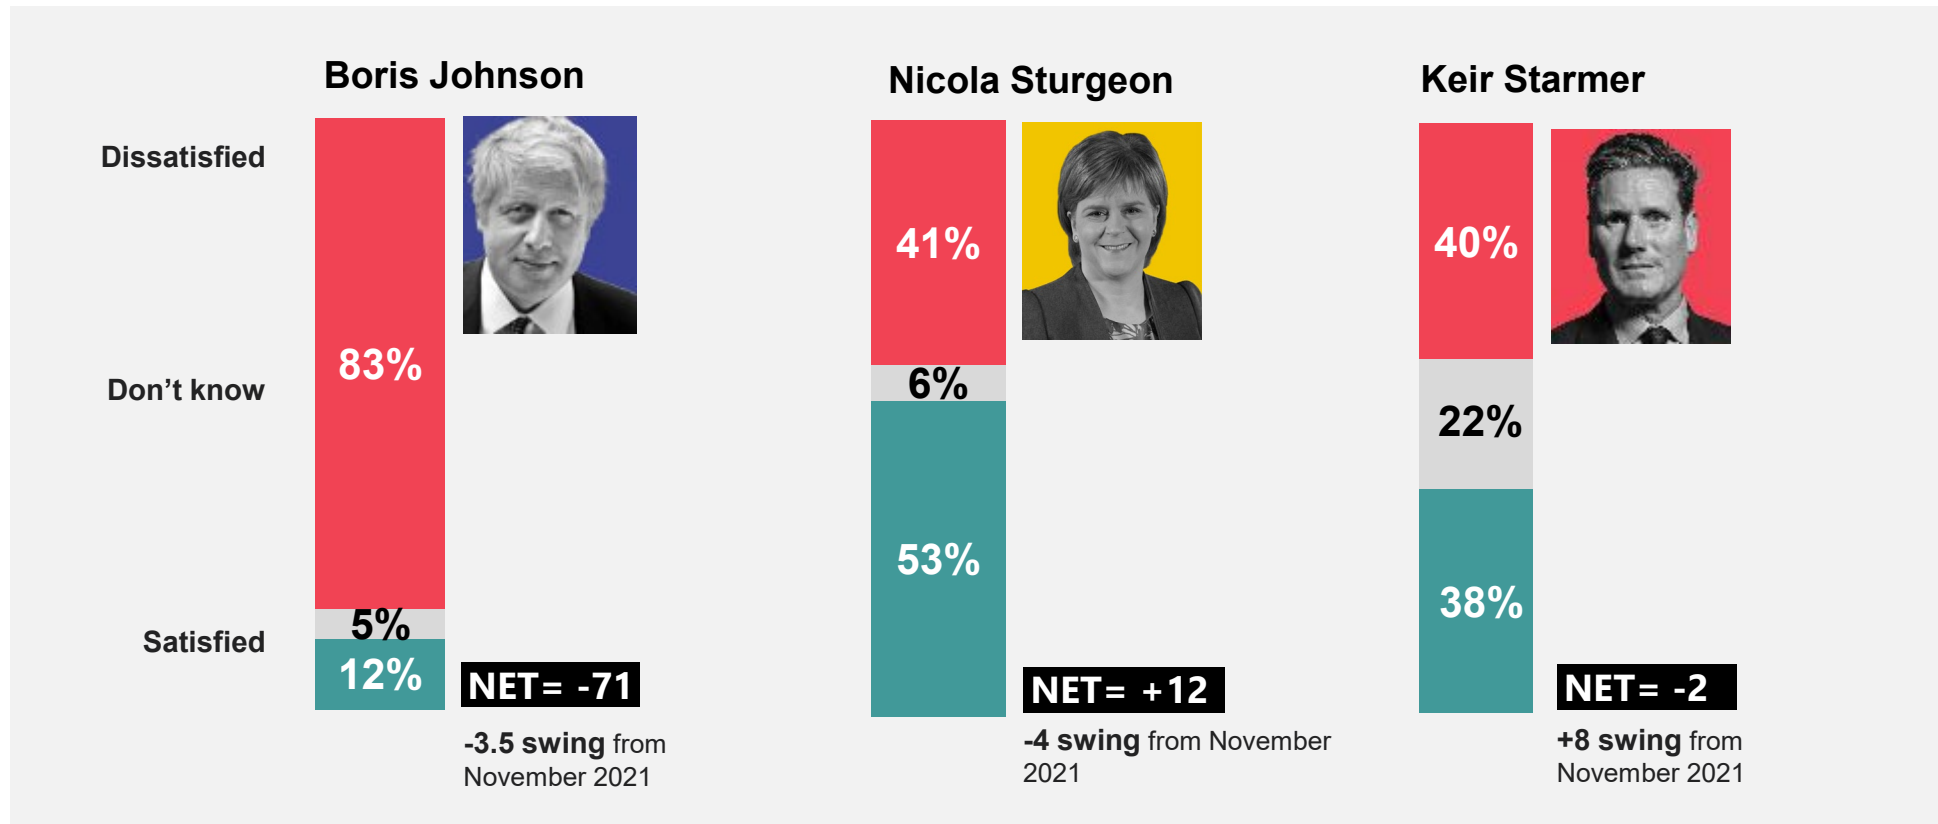 Boris Johnson
Nicola Sturgeon
Keir Starmer
Dissatisfied
Don’t know
Satisfied
83%
5%
12%
NET= -71
-3.5 swing from
November 2021
41%
6%
53%
NET= +12
-4 swing from November
2021
40%
22%
38%
NET= -2
+8 swing from
November 2021